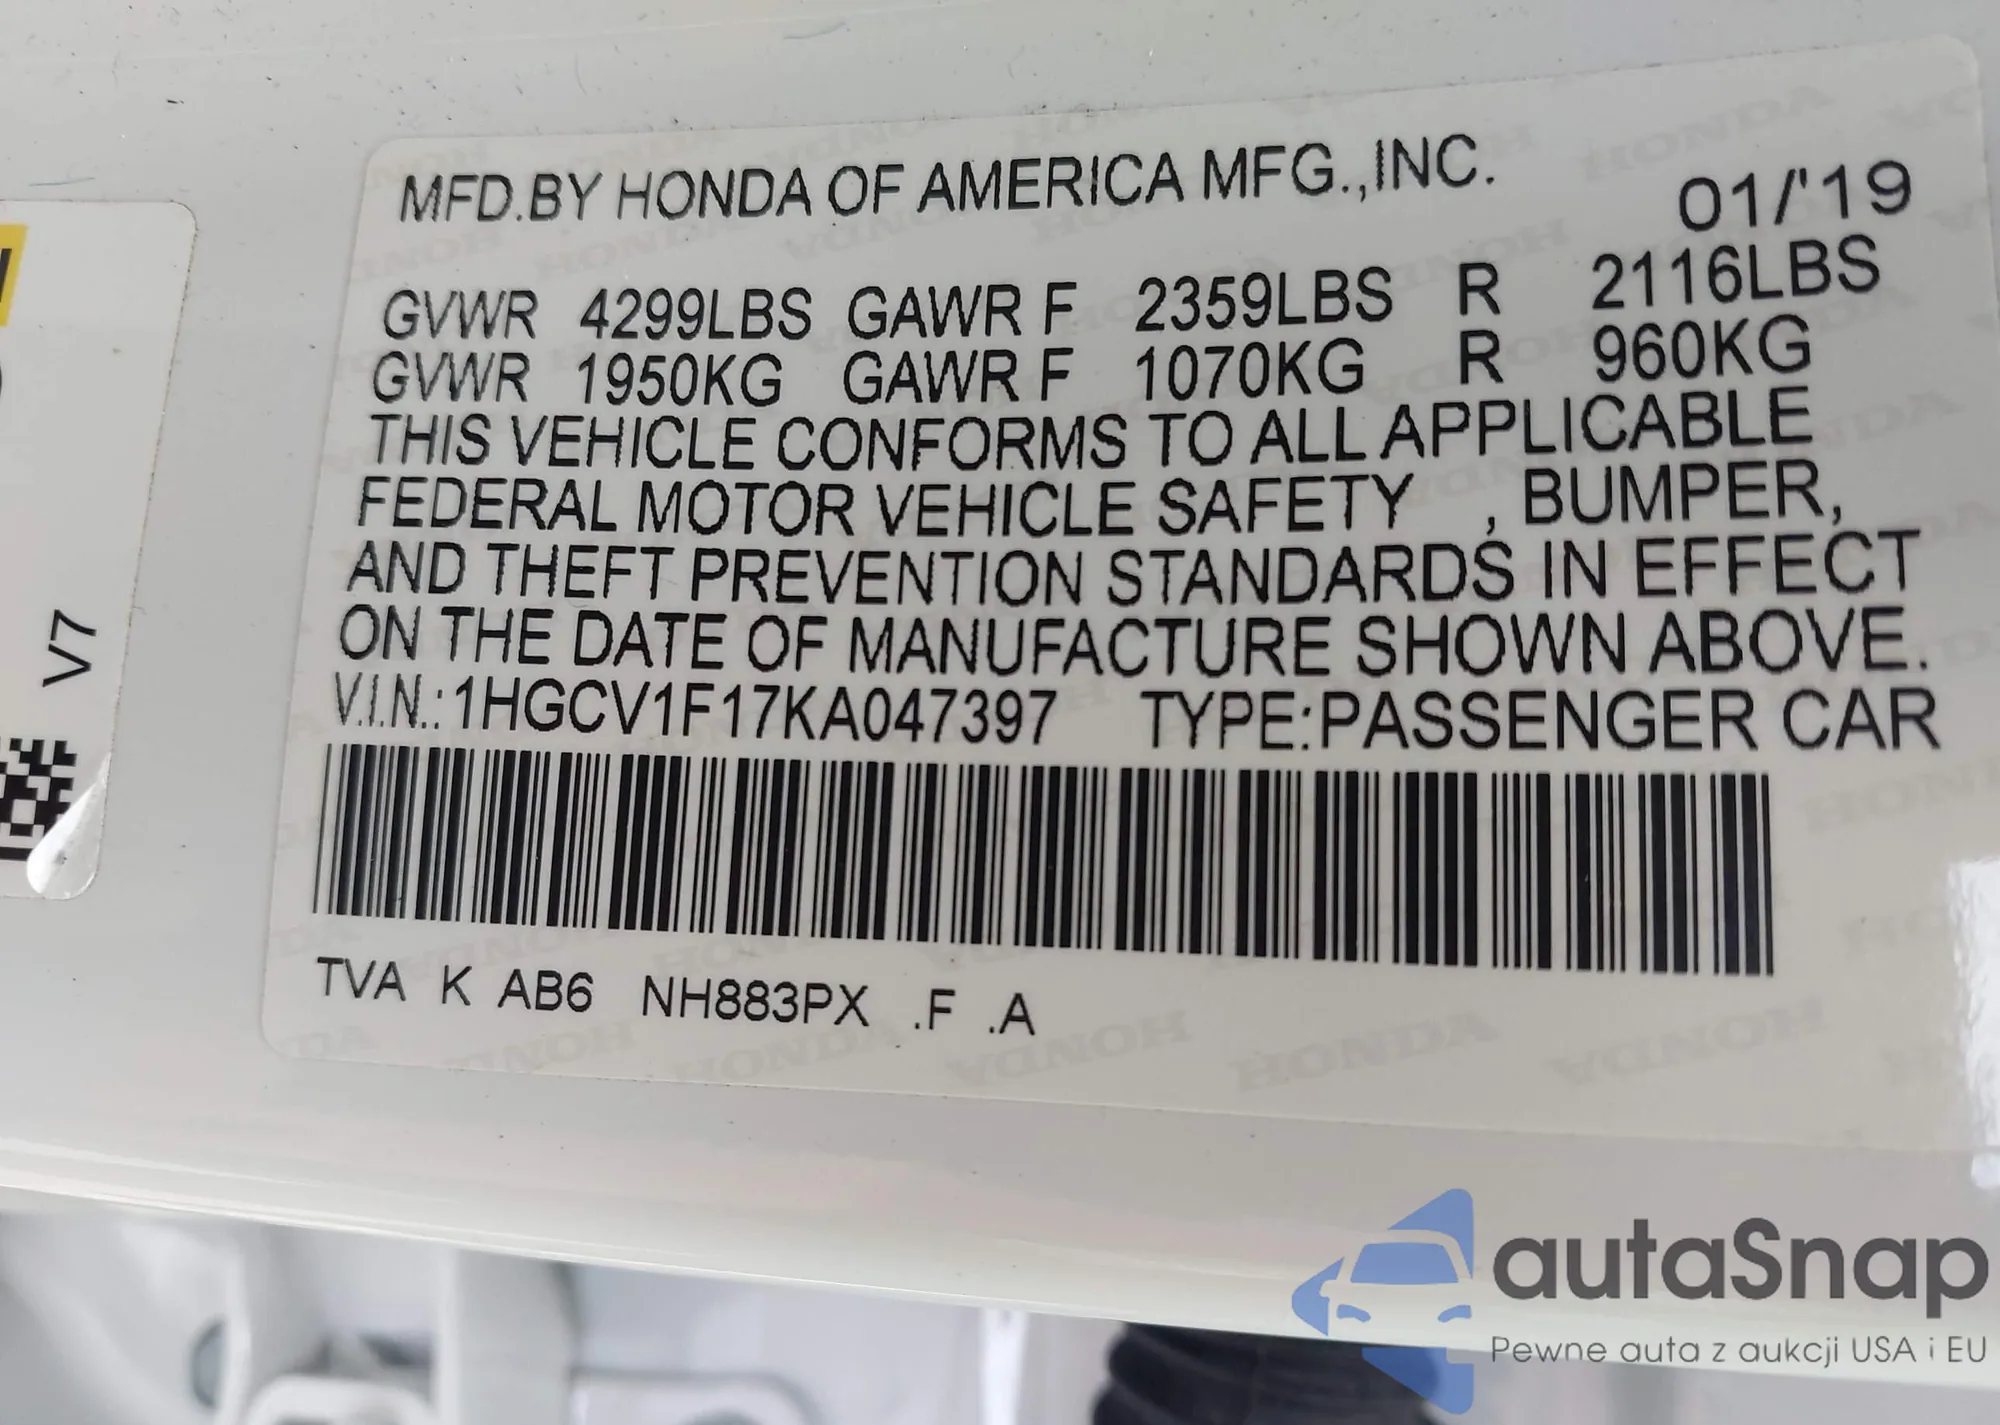 MFD.BY HONDA OF AMERICA MFG.,INC.
01/'19
GVWR 4299LBS GAWR F 2359LBS R 2116LBS
GVWR 1950KG GAWR F 1070KG R 960KG
THIS VEHICLE CONFORMS TO ALL APPLICABLE
FEDERAL MOTOR VEHICLE SAFETY , BUMPER,
AND THEFT PREVENTION STANDARDS IN EFFECT
ON THE DATE OF MANUFACTURE SHOWN ABOVE.
V.I.N.:1HGCV1F17KA047397 TYPE:PASSENGER CAR
TVA K AB6 NH883PX .F .A
V7
autaSnap
Pewne auta z aukcji USA i EU